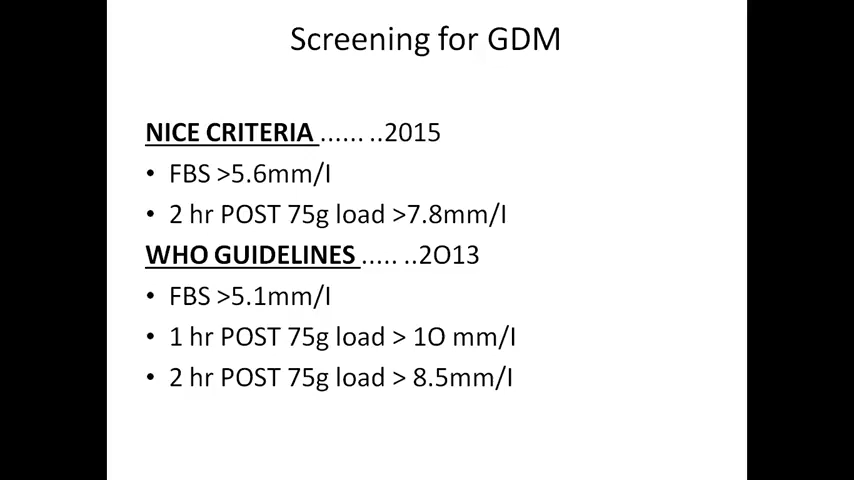 Screening for GDM
NICE CRITERIA ...... ..2015
• FBS >5.6mm/l
• 2 hr POST 75g load >7.8mm/l
WHO GUIDELINES ..... ..2O13
• FBS >5.1mm/l
• 1 hr POST 75g load > 1O mm/l
• 2 hr POST 75g load > 8.5mm/l